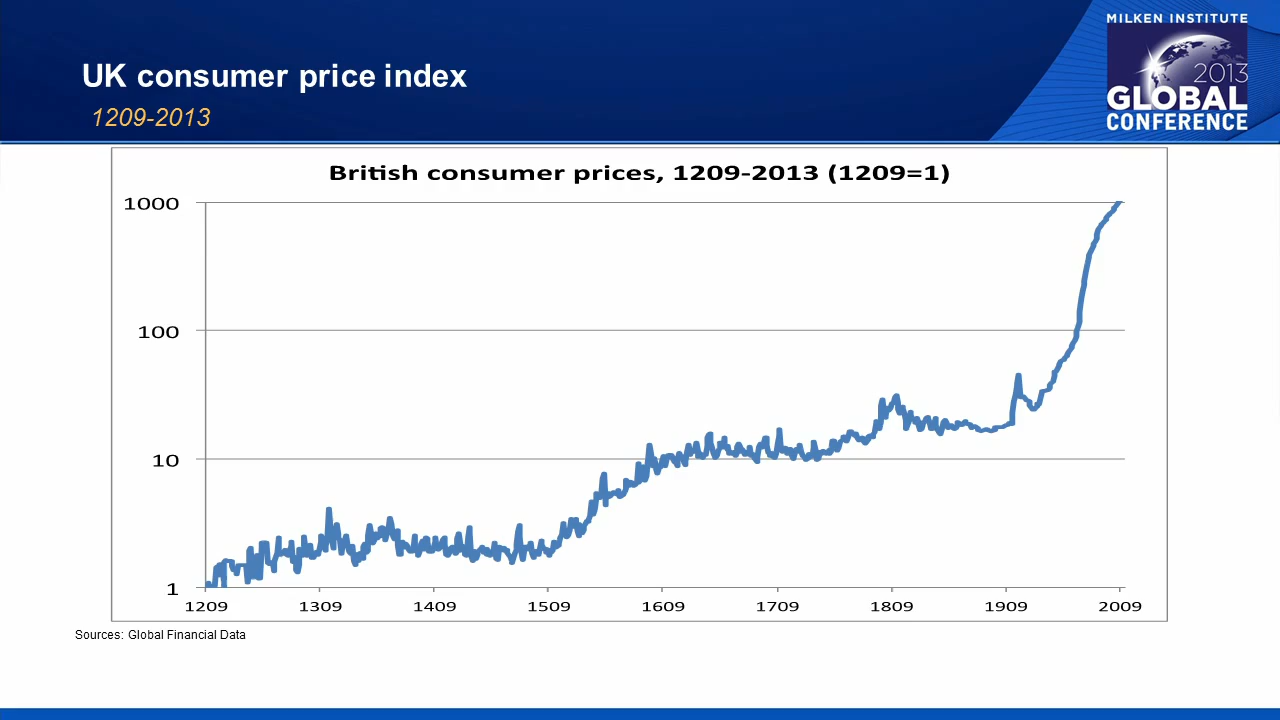 MILKEN INSTITUTE
2013
GLOBAL
CONFERENCE
UK consumer price index
1209-2013
British consumer prices, 1209-2013 (1209=1)
1000
100
10
1
1209 1309 1409 1509 1609 1709 1809 1909 2009
Sources: Global Financial Data